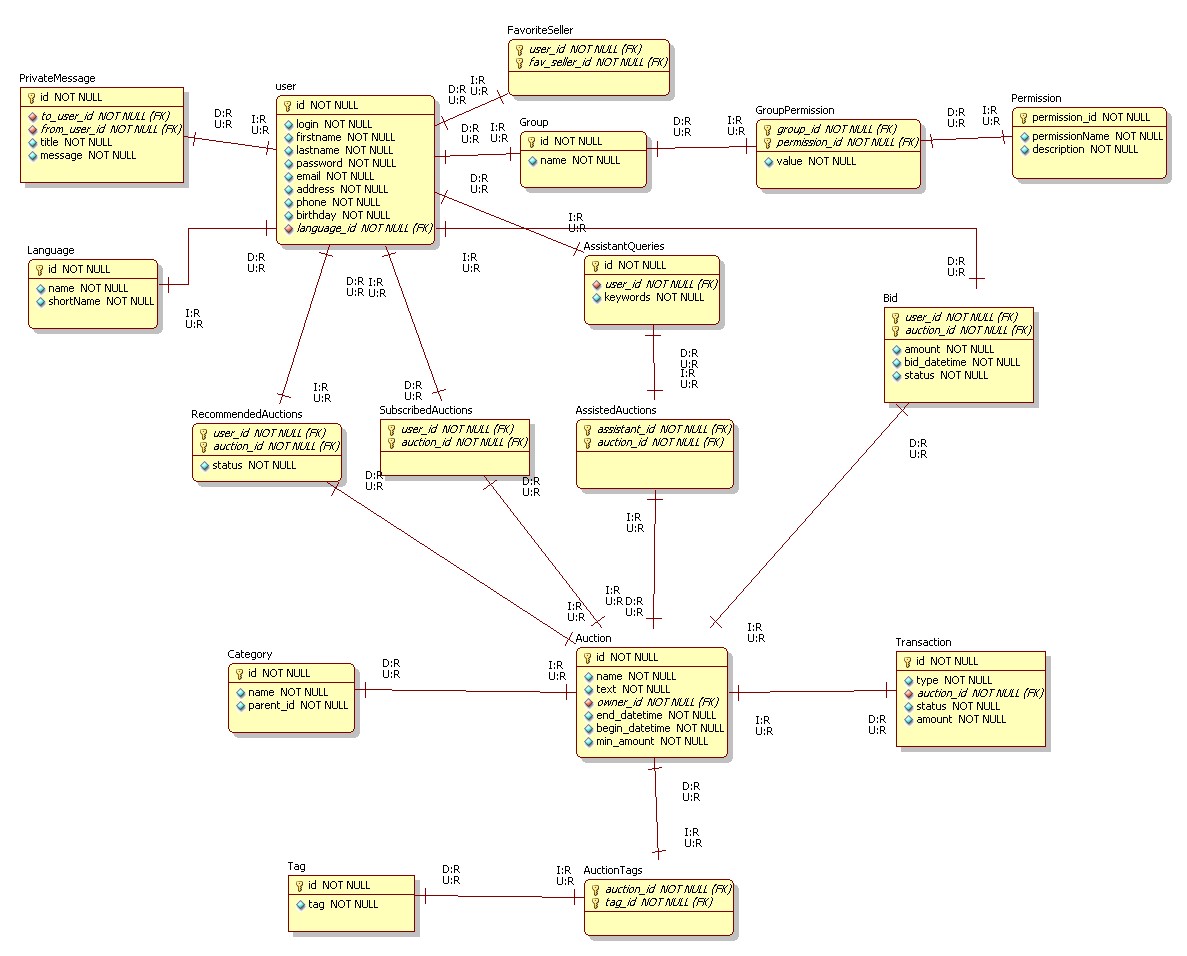 FavoriteSeller
user_id NOT NULL (FK)
fav_seller_id NOT NULL (FK)
PrivateMessage
id NOT NULL
to_user_id NOT NULL (FK)
from_user_id NOT NULL (FK)
title NOT NULL
message NOT NULL
D:R
U:R
I:R
U:R
user
id NOT NULL
login NOT NULL
firstname NOT NULL
lastname NOT NULL
password NOT NULL
email NOT NULL
address NOT NULL
phone NOT NULL
birthday NOT NULL
language_id NOT NULL (FK)
I:R
U:R
D:R
U:R
D:R
U:R
I:R
U:R
Group
id NOT NULL
name NOT NULL
D:R
U:R
I:R
U:R
GroupPermission
group_id NOT NULL (FK)
permission_id NOT NULL (FK)
value NOT NULL
D:R
U:R
I:R
U:R
Permission
permission_id NOT NULL
permissionName NOT NULL
description NOT NULL
D:R
U:R
I:R
U:R
Language
id NOT NULL
name NOT NULL
shortName NOT NULL
D:R
U:R
I:R
U:R
D:R
U:R
I:R
U:R
I:R
U:R
AssistantQueries
id NOT NULL
user_id NOT NULL (FK)
keywords NOT NULL
D:R
U:R
Bid
user_id NOT NULL (FK)
auction_id NOT NULL (FK)
amount NOT NULL
bid_datetime NOT NULL
status NOT NULL
D:R
U:R
I:R
U:R
I:R
U:R
D:R
U:R
RecommendedAuctions
user_id NOT NULL (FK)
auction_id NOT NULL (FK)
status NOT NULL
SubscribedAuctions
user_id NOT NULL (FK)
auction_id NOT NULL (FK)
AssistedAuctions
assistant_id NOT NULL (FK)
auction_id NOT NULL (FK)
D:R
U:R
D:R
U:R
D:R
U:R
I:R
U:R
I:R
U:R
I:R
U:R
D:R
U:R
I:R
U:R
Category
id NOT NULL
name NOT NULL
parent_id NOT NULL
D:R
U:R
I:R
U:R
Auction
id NOT NULL
name NOT NULL
text NOT NULL
owner_id NOT NULL (FK)
end_datetime NOT NULL
begin_datetime NOT NULL
min_amount NOT NULL
I:R
U:R
D:R
U:R
Transaction
id NOT NULL
type NOT NULL
auction_id NOT NULL (FK)
status NOT NULL
amount NOT NULL
D:R
U:R
I:R
U:R
Tag
id NOT NULL
tag NOT NULL
D:R
U:R
I:R
U:R
AuctionTags
auction_id NOT NULL (FK)
tag_id NOT NULL (FK)